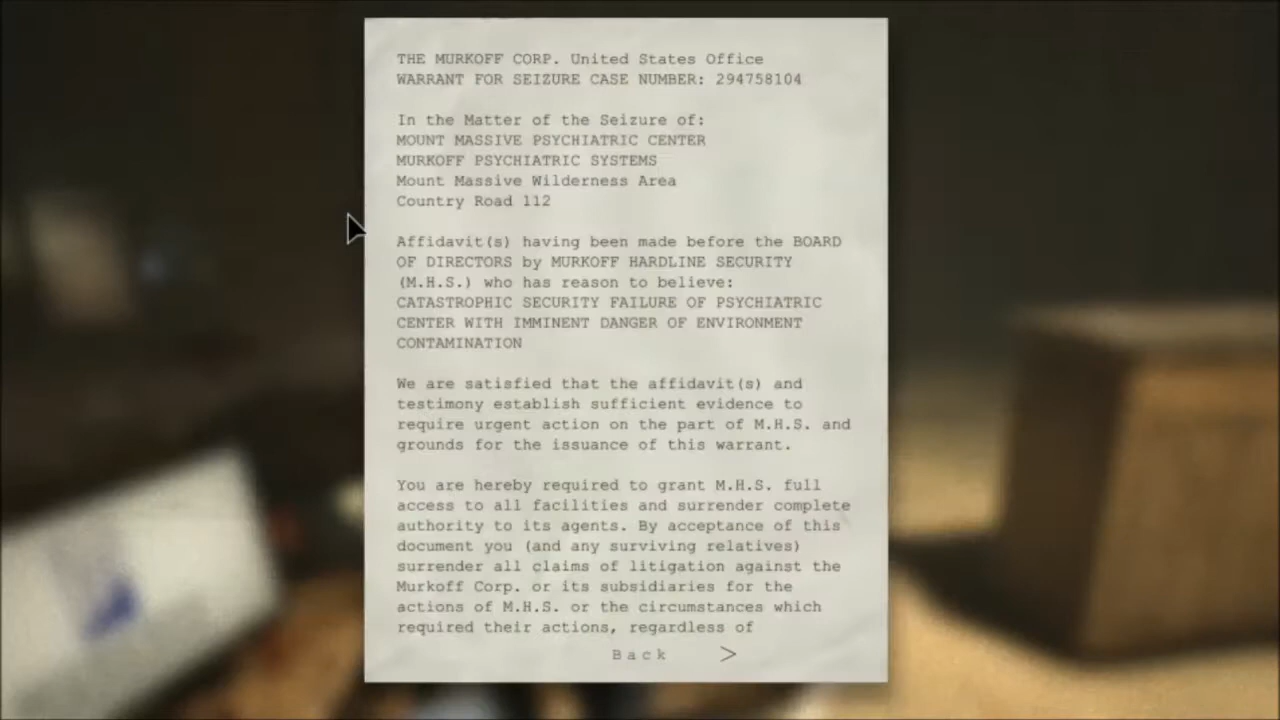 THE MURKOFF CORP. United States Office
WARRANT FOR SEIZURE CASE NUMBER: 294758104
In the Matter of the Seizure of:
MOUNT MASSIVE PSYCHIATRIC CENTER
MURKOFF PSYCHIATRIC SYSTEMS
Mount Massive Wilderness Area
Country Road 112
Affidavit(s) having been made before the BOARD
OF DIRECTORS by MURKOFF HARDLINE SECURITY
(M.H.S.) who has reason to believe:
CATASTROPHIC SECURITY FAILURE OF PSYCHIATRIC
CENTER WITH IMMINENT DANGER OF ENVIRONMENT
CONTAMINATION
We are satisfied that the affidavit(s) and
testimony establish sufficient evidence to
require urgent action on the part of M.H.S. and
grounds for the issuance of this warrant.
You are hereby required to grant M.H.S. full
access to all facilities and surrender complete
authority to its agents. By acceptance of this
document you (and any surviving relatives)
surrender all claims of litigation against the
Murkoff Corp. or its subsidiaries for the
actions of M.H.S. or the circumstances which
required their actions, regardless of
Back >